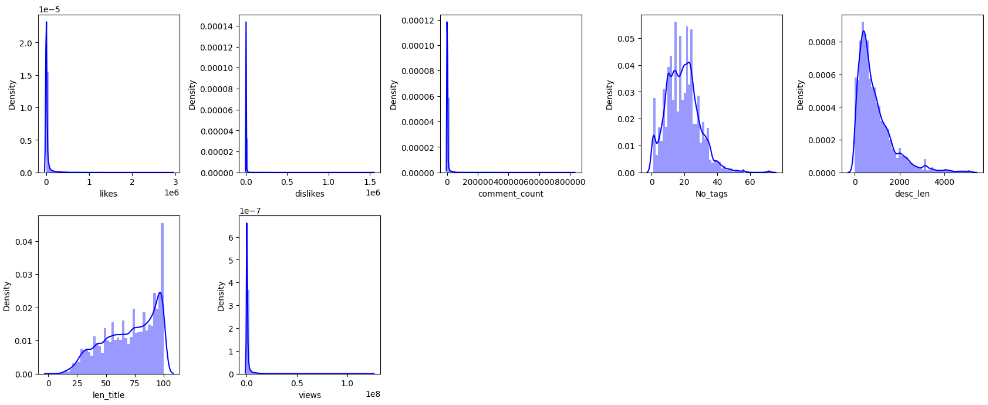 1e−5
Density
2.0
1.5
1.0
0.5
0.0
0 1 2 3
1e6
likes
Density
0.00014
0.00012
0.00010
0.00008
0.00006
0.00004
0.00002
0.00000
0.0 0.5 1.0 1.5
1e6
dislikes
Density
0.00012
0.00010
0.00008
0.00006
0.00004
0.00002
0.00000
0 200000 400000 600000 800000
comment_count
Density
0.05
0.04
0.03
0.02
0.01
0.00
0 20 40 60
No_tags
Density
0.0008
0.0006
0.0004
0.0002
0.0000
0 2000 4000
desc_len
Density
0.04
0.03
0.02
0.01
0.00
0 25 50 75 100
len_title
1e−7
Density
6
5
4
3
2
1
0
0.0 0.5 1.0
1e8
views